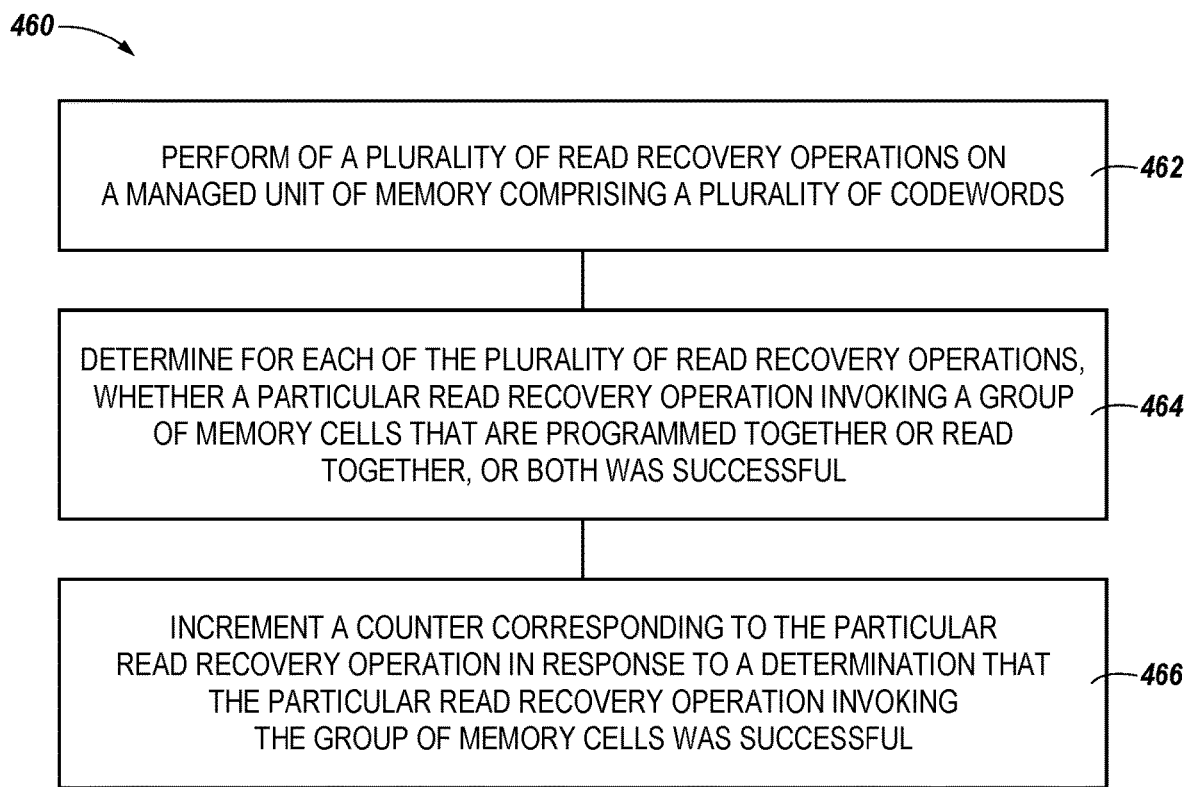 460
PERFORM OF A PLURALITY OF READ RECOVERY OPERATIONS ON
A MANAGED UNIT OF MEMORY COMPRISING A PLURALITY OF CODEWORDS
462
DETERMINE FOR EACH OF THE PLURALITY OF READ RECOVERY OPERATIONS,
WHETHER A PARTICULAR READ RECOVERY OPERATION INVOKING A GROUP
OF MEMORY CELLS THAT ARE PROGRAMMED TOGETHER OR READ
TOGETHER, OR BOTH WAS SUCCESSFUL
464
INCREMENT A COUNTER CORRESPONDING TO THE PARTICULAR
READ RECOVERY OPERATION IN RESPONSE TO A DETERMINATION THAT
THE PARTICULAR READ RECOVERY OPERATION INVOKING
THE GROUP OF MEMORY CELLS WAS SUCCESSFUL
466